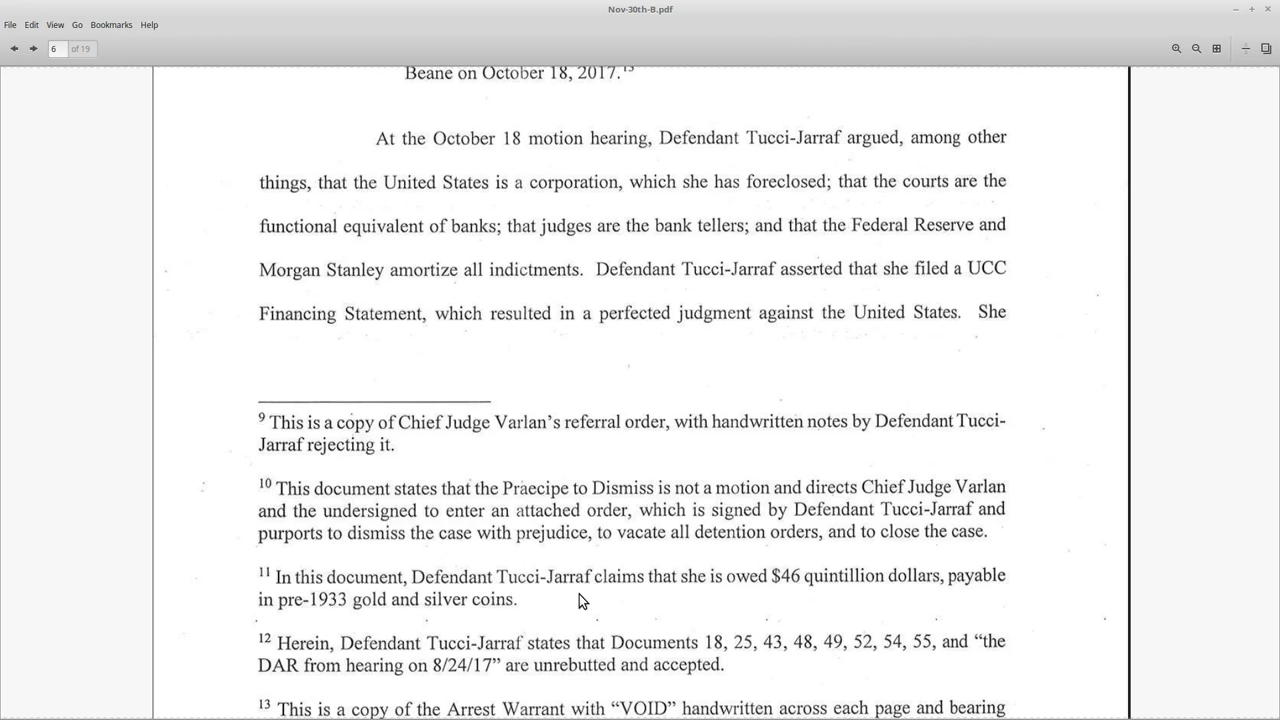 Nov-30th-B.pdf
File Edit View Go Bookmarks Help
6 of 19
Beane on October 18, 2017.13
At the October 18 motion hearing, Defendant Tucci-Jarraf argued, among other
things, that the United States is a corporation, which she has foreclosed; that the courts are the
functional equivalent of banks; that judges are the bank tellers; and that the Federal Reserve and
Morgan Stanley amortize all indictments. Defendant Tucci-Jarraf asserted that she filed a UCC
Financing Statement, which resulted in a perfected judgment against the United States. She
9 This is a copy of Chief Judge Varlan's referral order, with handwritten notes by Defendant Tucci-
Jarraf rejecting it.
10 This document states that the Praecipe to Dismiss is not a motion and directs Chief Judge Varlan
and the undersigned to enter an attached order, which is signed by Defendant Tucci-Jarraf and
purports to dismiss the case with prejudice, to vacate all detention orders, and to close the case.
11 In this document, Defendant Tucci-Jarraf claims that she is owed $46 quintillion dollars, payable
in pre-1933 gold and silver coins.
12 Herein, Defendant Tucci-Jarraf states that Documents 18, 25, 43, 48, 49, 52, 54, 55, and “the
DAR from hearing on 8/24/17” are unrebutted and accepted.
13 This is a copy of the Arrest Warrant with “VOID” handwritten across each page and bearing